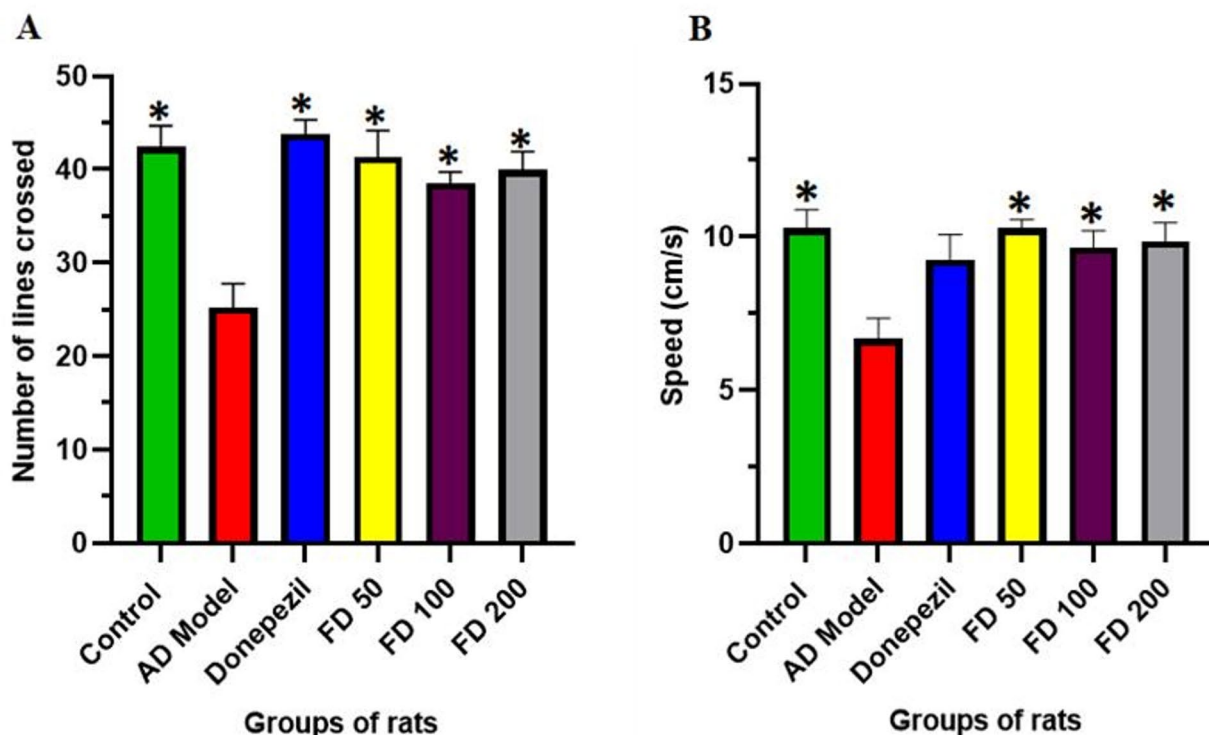 A
Number of lines crossed
50
40
30
20
10
0
*
*
*
*
*
Control
AD Model
Donepezil
FD 50
FD 100
FD 200
Groups of rats
B
Speed (cm/s)
15
10
5
0
*
*
*
*
Control
AD Model
Donepezil
FD 50
FD 100
FD 200
Groups of rats